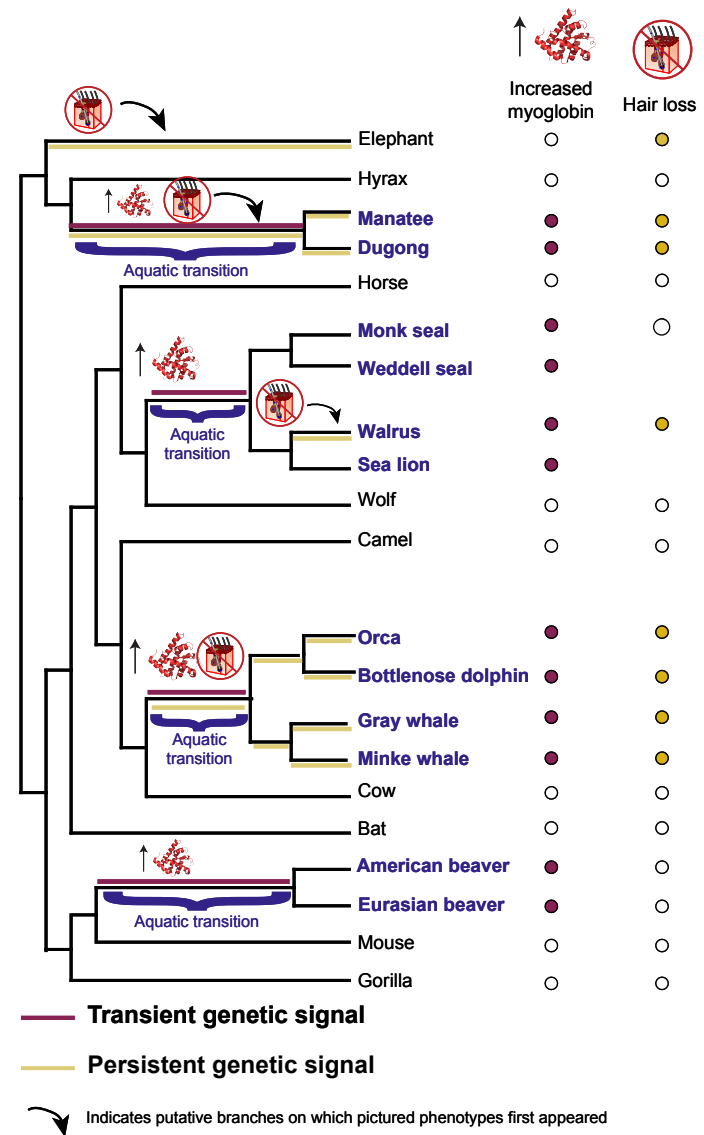 Increased
myoglobin
Hair loss
Elephant
Hyrax
Manatee
Dugong
Aquatic transition
Horse
Monk seal
Weddell seal
Aquatic
transition
Walrus
Sea lion
Wolf
Camel
Orca
Bottlenose dolphin
Gray whale
Aquatic
transition
Minke whale
Cow
Bat
American beaver
Eurasian beaver
Aquatic transition
Mouse
Gorilla
Transient genetic signal
Persistent genetic signal
Indicates putative branches on which pictured phenotypes first appeared